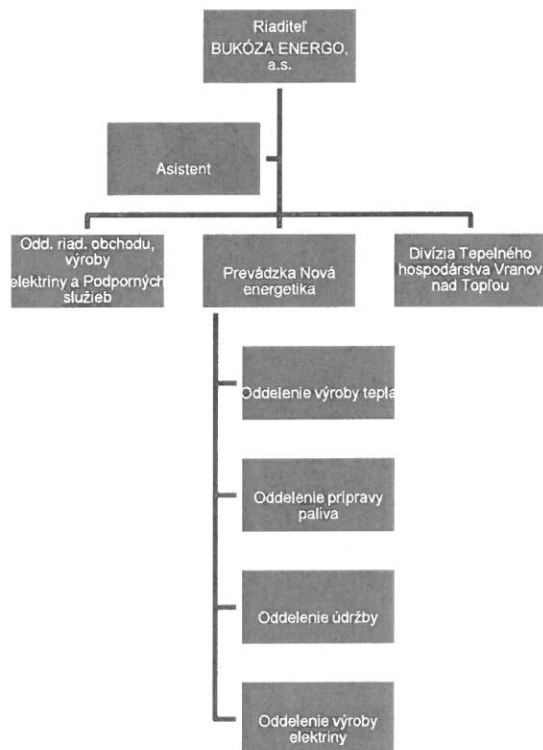 Riaditeľ
BUKÓZA ENERGO,
a.s.
Asistent
Odd. riad. obchodu,
výroby
elektriny a Podporných
služieb
Prevádzka Nová
energetika
Divízia Tepelného
hospodárstva Vranov
nad Topľou
Oddelenie výroby tepla
Oddelenie prípravy
paliva
Oddelenie údržby
Oddelenie výroby
elektriny